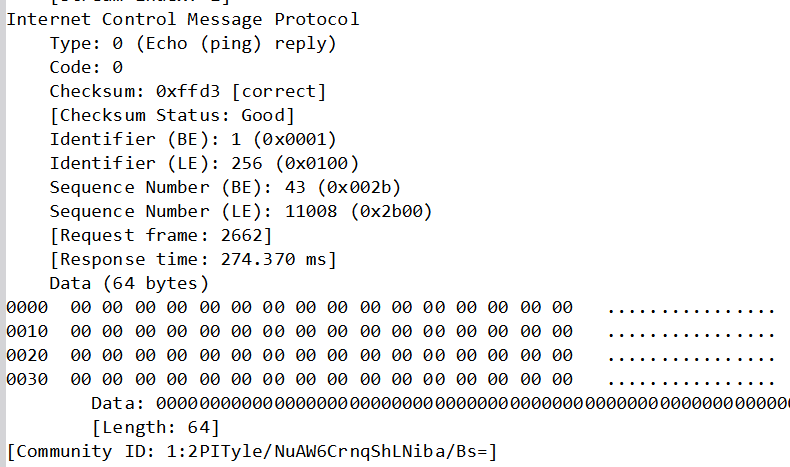 Internet Control Message Protocol
Type: 0 (Echo (ping) reply)
Code: 0
Checksum: 0xffd3 [correct]
[Checksum Status: Good]
Identifier (BE): 1 (0x0001)
Identifier (LE): 256 (0x0100)
Sequence Number (BE): 43 (0x002b)
Sequence Number (LE): 11008 (0x2b00)
[Request frame: 2662]
[Response time: 274.370 ms]
Data (64 bytes)
0000 00 00 00 00 00 00 00 00 00 00 00 00 00 00 00 00 ................
0010 00 00 00 00 00 00 00 00 00 00 00 00 00 00 00 00 ................
0020 00 00 00 00 00 00 00 00 00 00 00 00 00 00 00 00 ................
0030 00 00 00 00 00 00 00 00 00 00 00 00 00 00 00 00 ................
Data: 00000000000000000000000000000000000000000000000000000000000
[Length: 64]
[Community ID: 1:2PITyle/NuAW6CrnqShLNiba/Bs=]